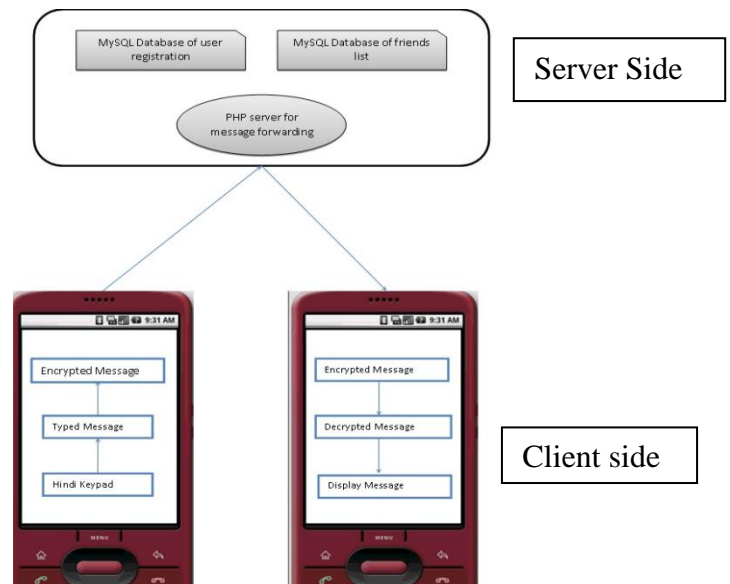 MySQL Database of user
registration
MySQL Database of friends
list
Server Side
PHP server for
message forwarding
9:31 AM
9:31 AM
Encrypted Message
Typed Message
Hindi Keypad
Encrypted Message
Decrypted Message
Display Message
Client side
MENU
MENU